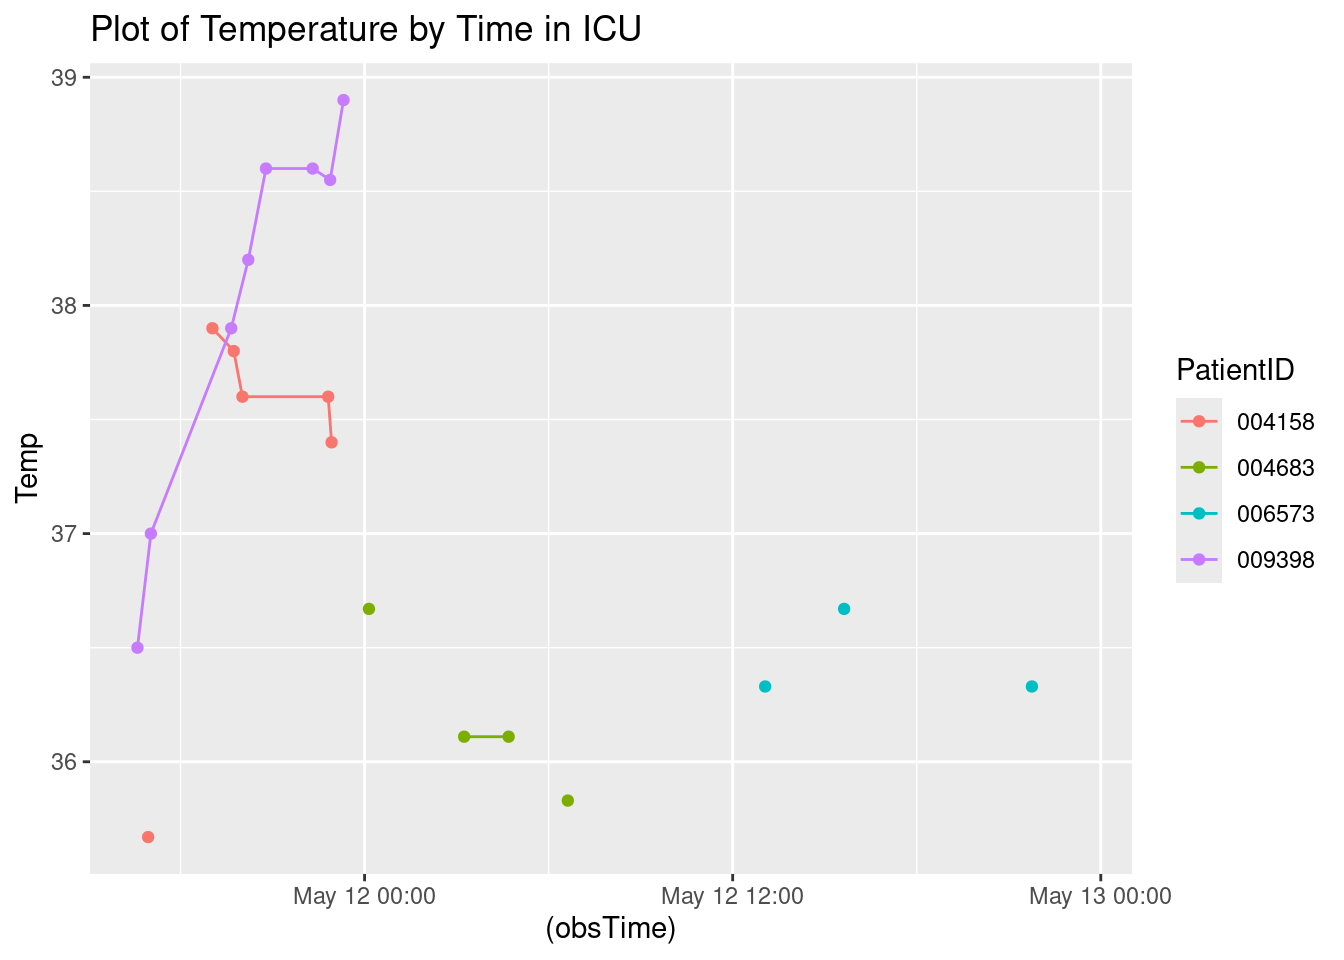 Plot of Temperature by Time in ICU
39
38
37
36
Temp
May 12 00:00
May 12 12:00
May 13 00:00
(obsTime)
PatientID
004158
004683
006573
009398